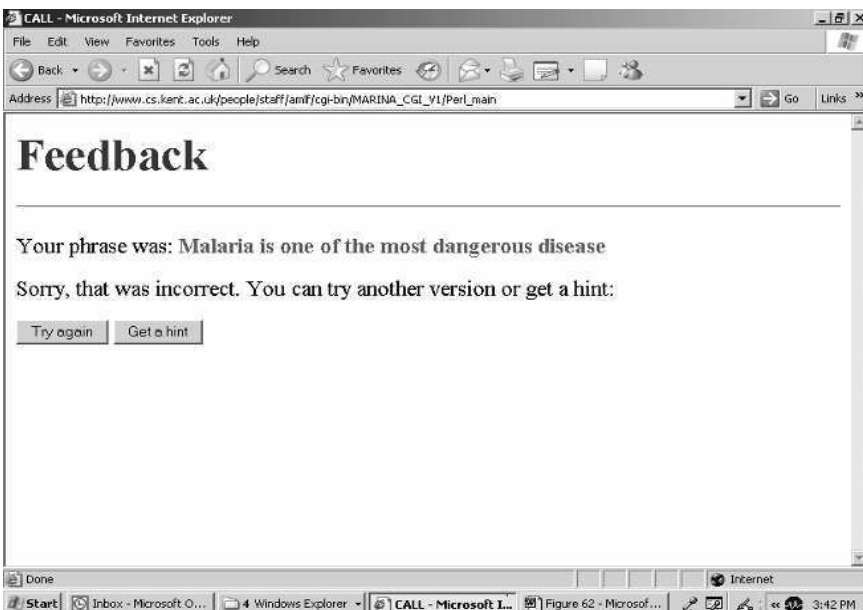 CALL - Microsoft Internet Explorer
File Edit View Favorites Tools Help
Back Search Favorites
Address http://www.cs.kent.ac.uk/people/staff/amlf/cgi-bin/MARINA_CGI_V1/Perl_main Go Links »
Feedback
Your phrase was: Malaria is one of the most dangerous disease
Sorry, that was incorrect. You can try another version or get a hint:
Try again Get a hint
Done Internet
Start Inbox - Microsoft O... 4 Windows Explorer CALL - Microsoft I... Figure 62 - Microsof... « 3:42 PM